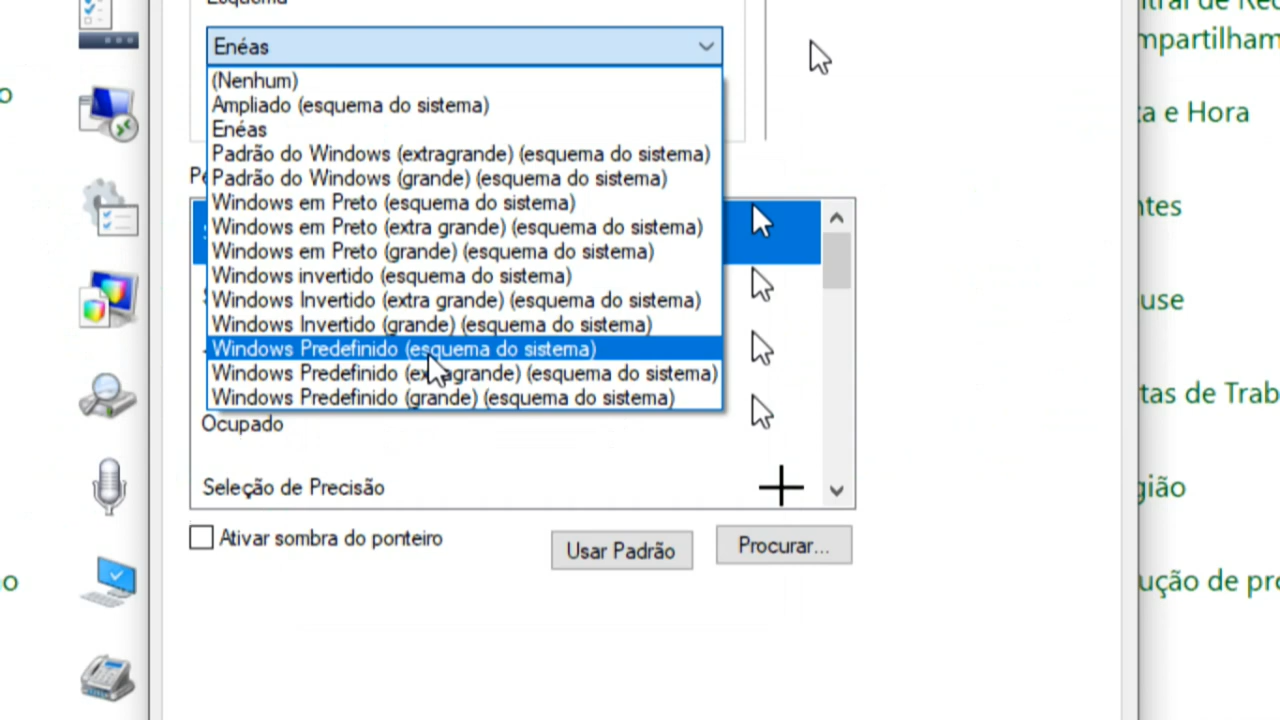 Esquema
Enéas
(Nenhum)
Ampliado (esquema do sistema)
Enéas
Padrão do Windows (extragrande) (esquema do sistema)
Padrão do Windows (grande) (esquema do sistema)
Windows em Preto (esquema do sistema)
Windows em Preto (extra grande) (esquema do sistema)
Windows em Preto (grande) (esquema do sistema)
Windows invertido (esquema do sistema)
Windows Invertido (extra grande) (esquema do sistema)
Windows Invertido (grande) (esquema do sistema)
Windows Predefinido (esquema do sistema)
Windows Predefinido (extragrande) (esquema do sistema)
Windows Predefinido (grande) (esquema do sistema)
Ocupado
Seleção de Precisão
Ativar sombra do ponteiro
Usar Padrão
Procurar...
mpartilham
a e Hora
ntes
use
tas de Trab
gião
ução de pro